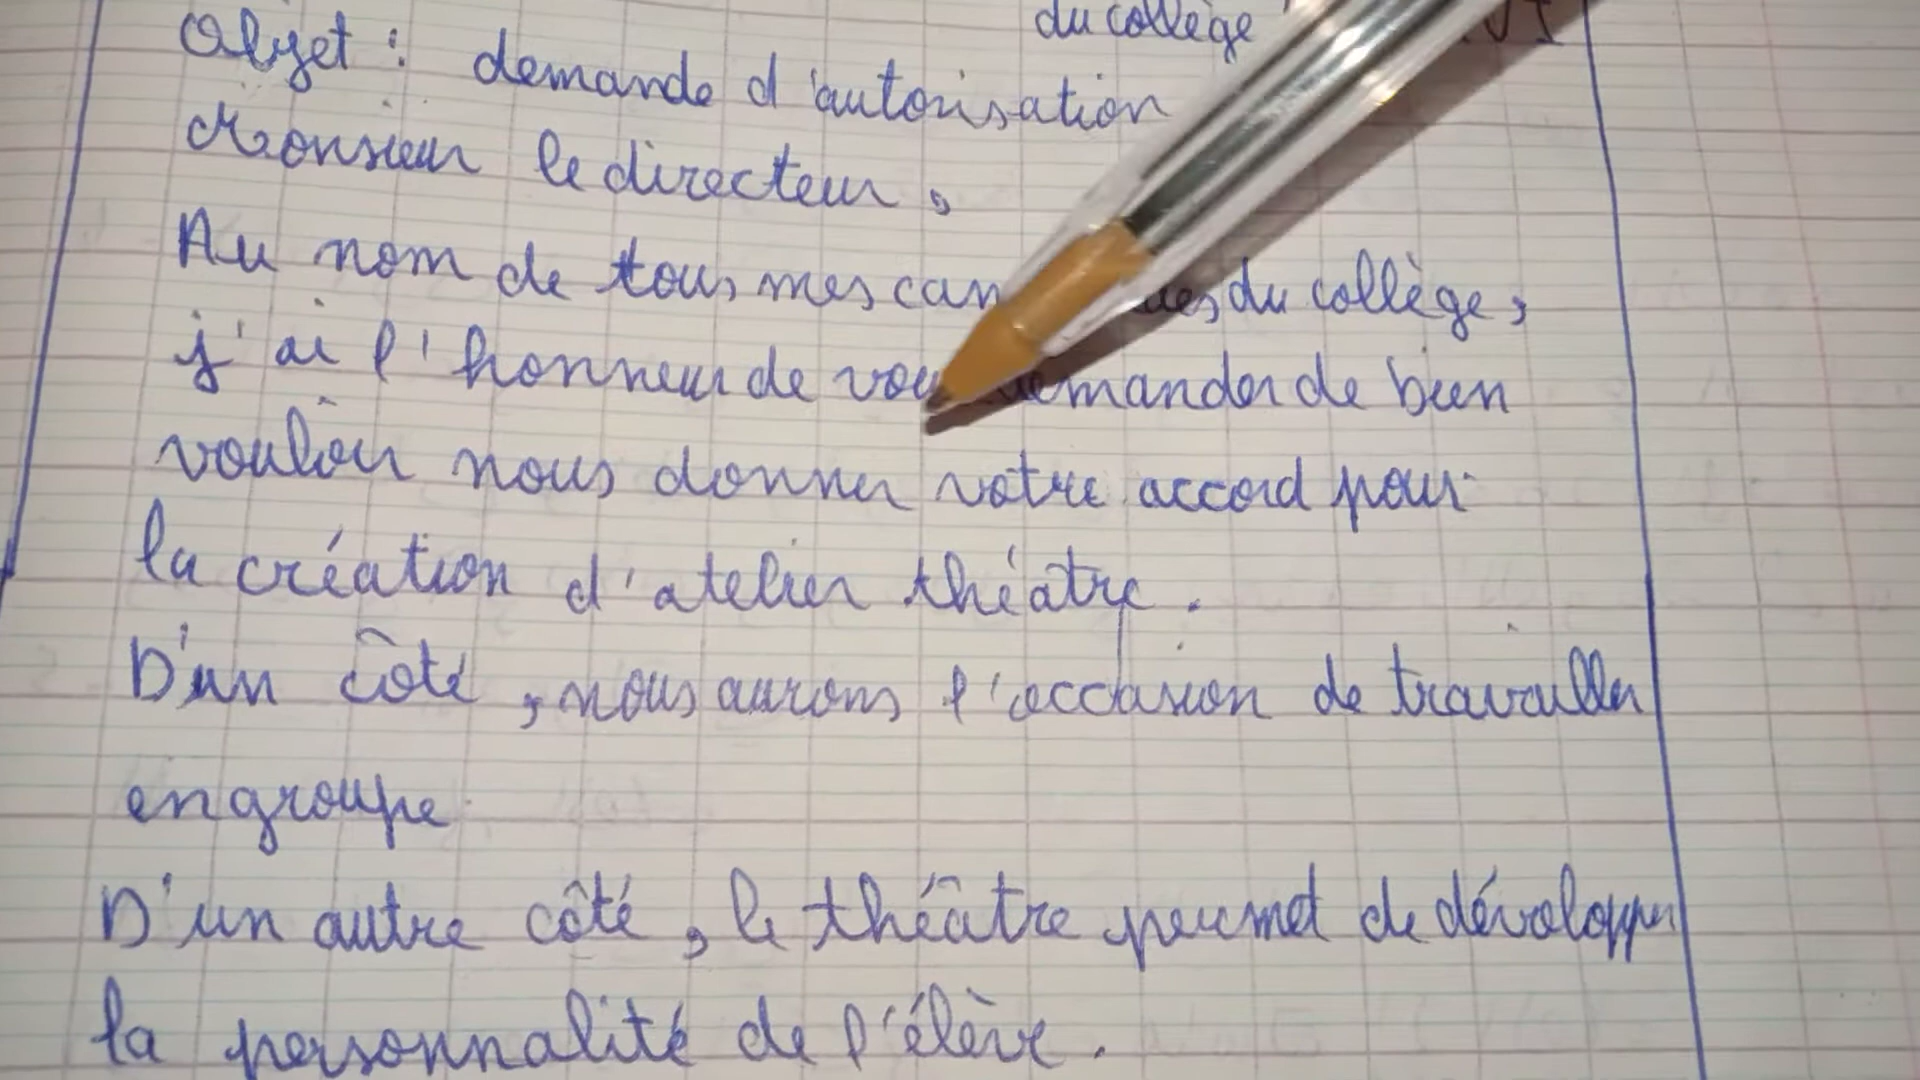 du collège VI
Objet : demande d'autorisation
Monsieur le directeur,
Au nom de tous mes du collège,
j'ai l'honneur de vous demander de bien
vouloir nous donner votre accord pour
la création d'atelier théâtre.
D'un côté, nous aurons l'occasion de travailler
en groupe
D'un autre côté, le théâtre permet de développer
la personnalité de l'élève.